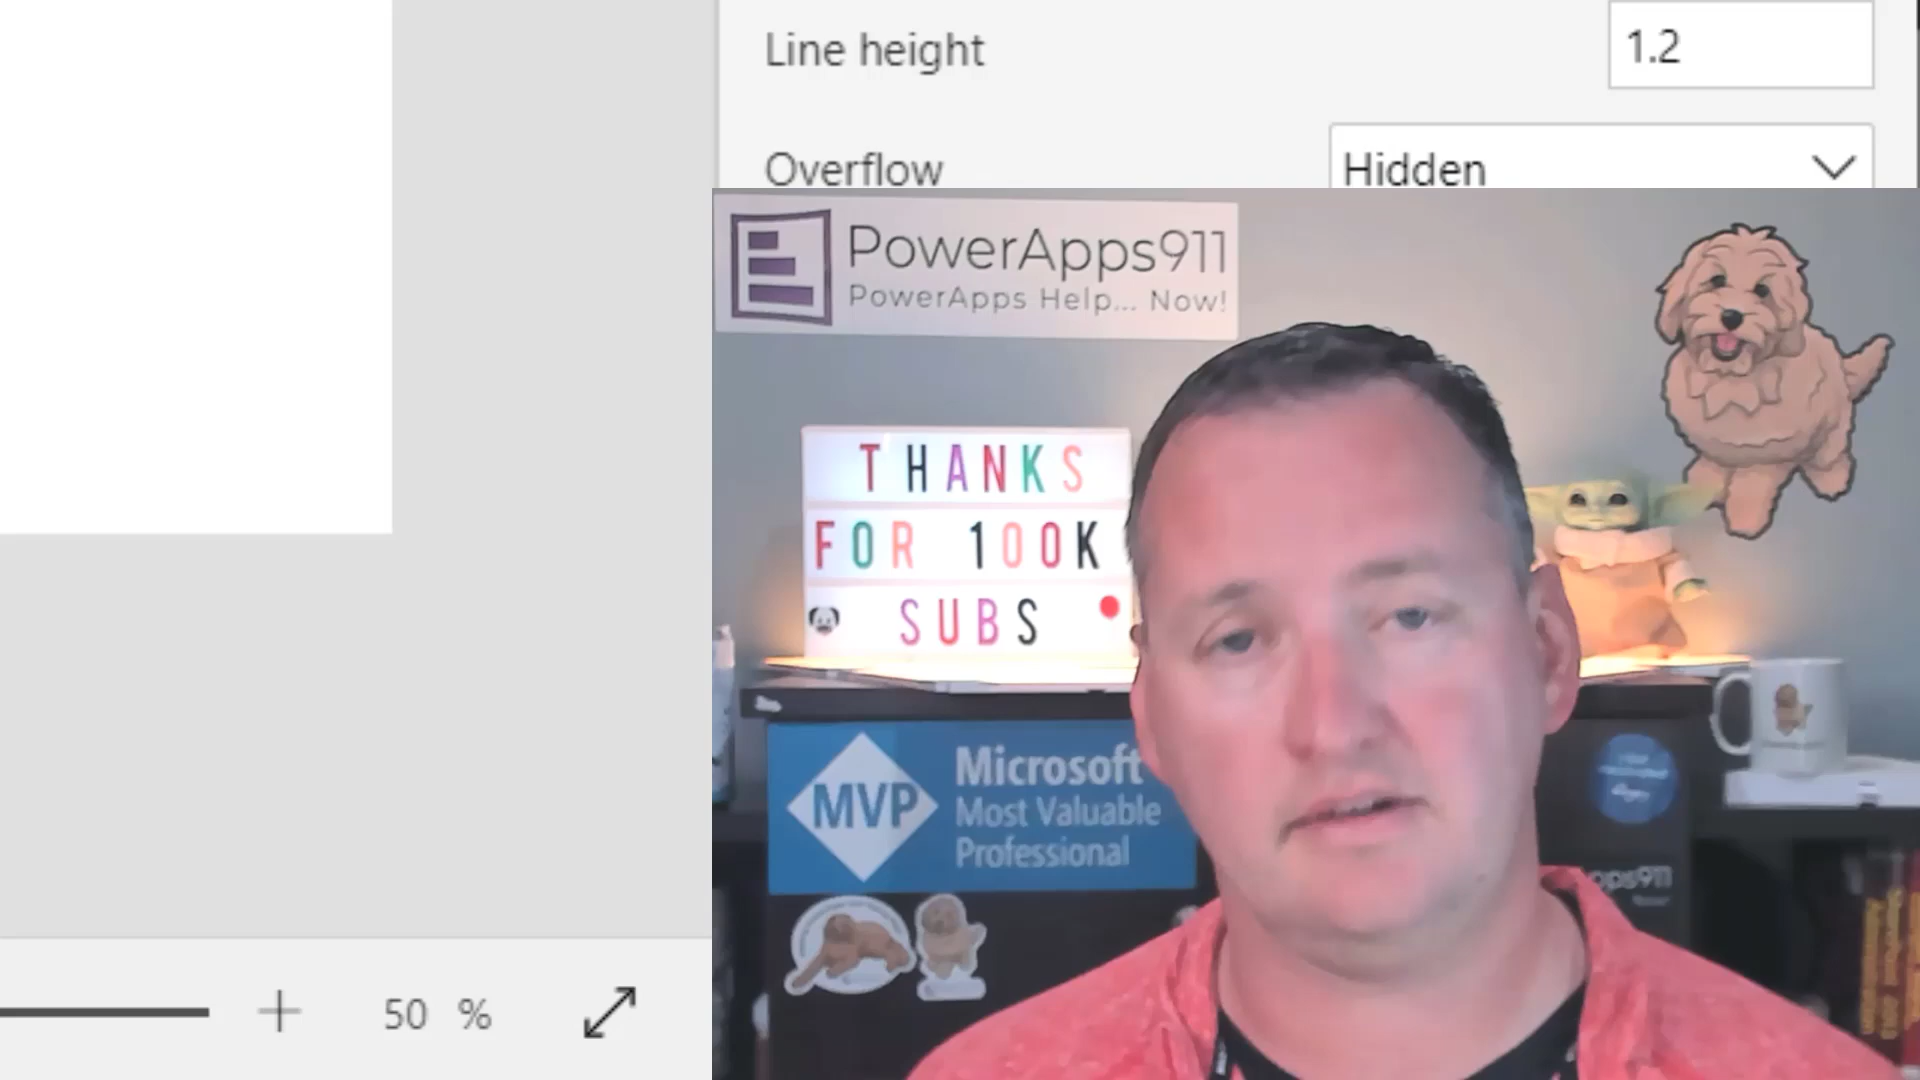 Line height
1.2
Overflow
Hidden
PowerApps911
PowerApps Help... Now!
THANKS
FOR 100K
SUBS
MVP
Microsoft
Most Valuable
Professional
pps911
50 %